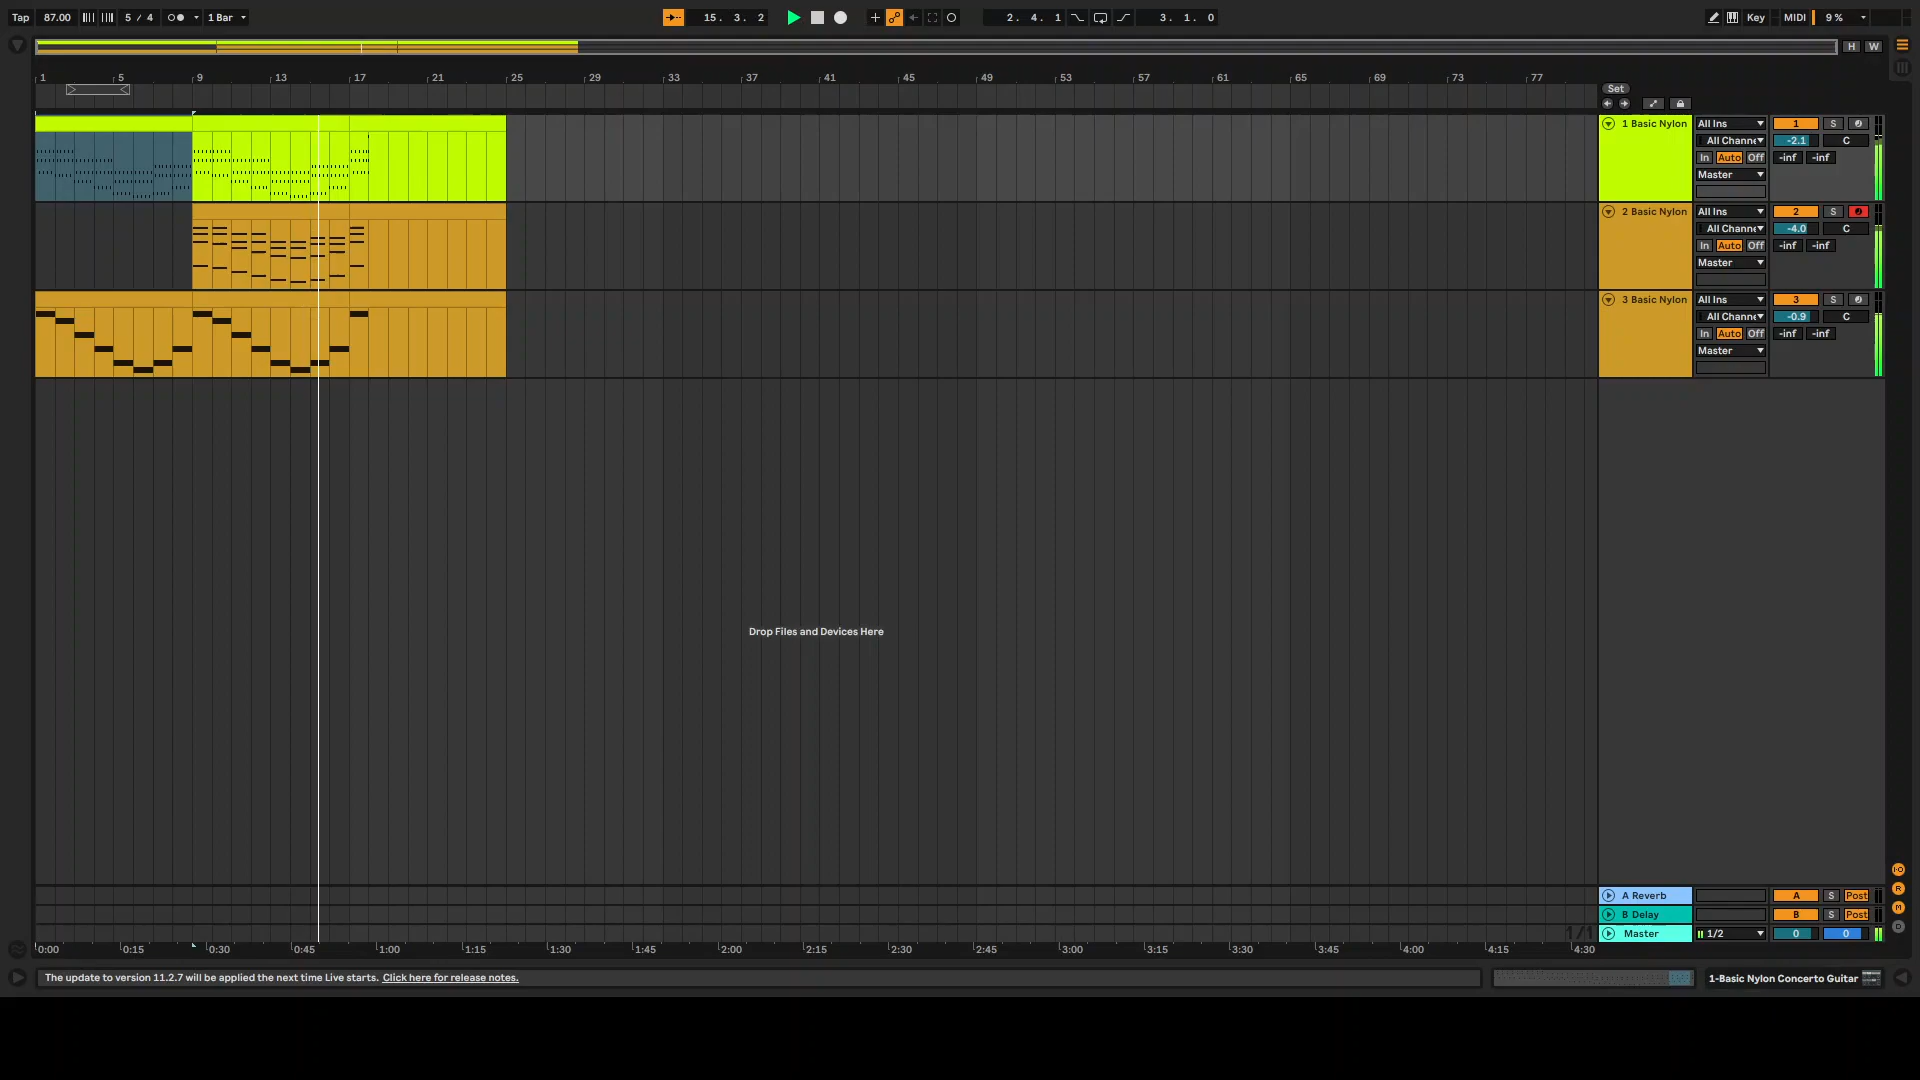 Tap 87.00 5 / 4 1 Bar 15. 3. 2 2. 4. 1 3. 1. 0 Key MIDI 9 %
H W
1 5 9 13 17 21 25 29 33 37 41 45 49 53 57 61 65 69 73 77
Set
1 Basic Nylon All Ins 1 S
All Channe -2.1 C
In Auto Off -inf -inf
Master
2 Basic Nylon All Ins 2 S
All Channe -4.0 C
In Auto Off -inf -inf
Master
3 Basic Nylon All Ins 3 S
All Channe -0.9 C
In Auto Off -inf -inf
Master
Drop Files and Devices Here
A Reverb A S Post
B Delay B S Post
1/1 Master 1/2 0 0
I·O
R
M
D
0:00 0:15 0:30 0:45 1:00 1:15 1:30 1:45 2:00 2:15 2:30 2:45 3:00 3:15 3:30 3:45 4:00 4:15 4:30
The update to version 11.2.7 will be applied the next time Live starts. Click here for release notes. 1-Basic Nylon Concerto Guitar